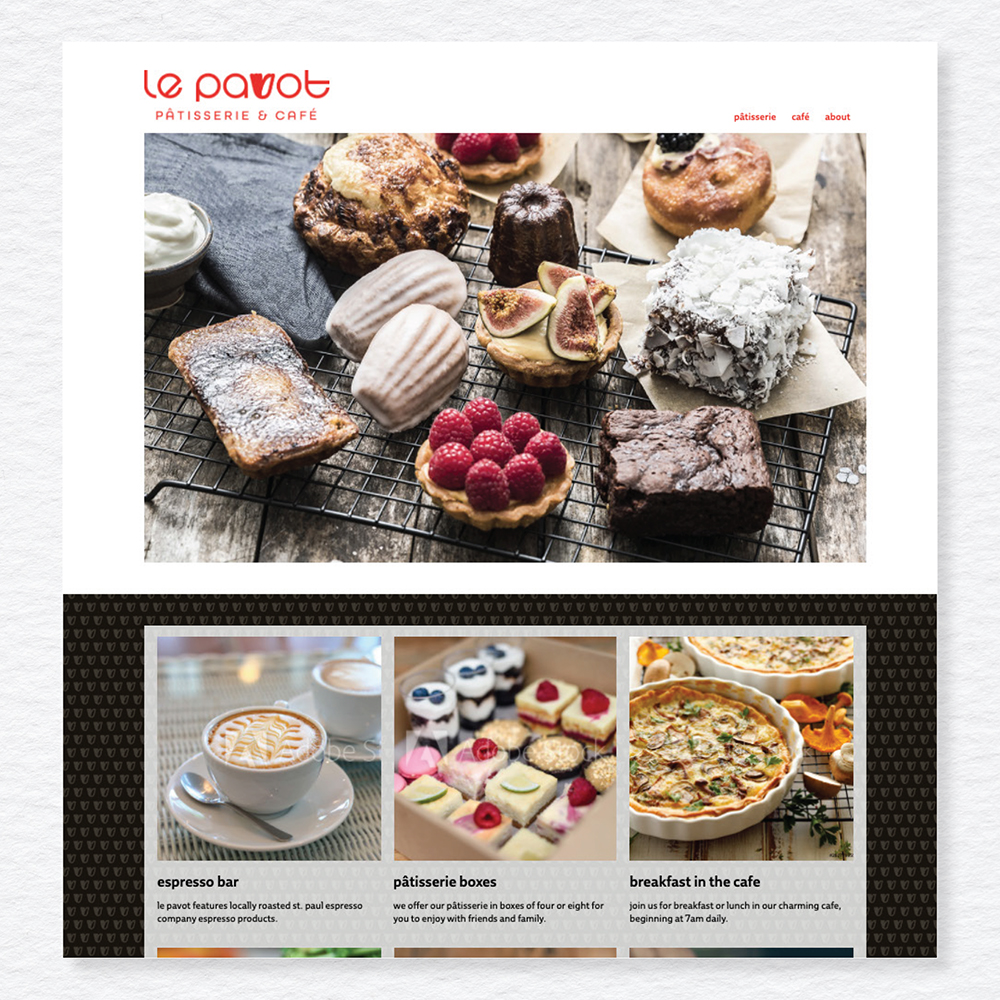 le pavot
PÂTISSERIE & CAFÉ
pâtisserie café about
Adobe Stock
espresso bar
pâtisserie boxes
breakfast in the cafe
le pavot features locally roasted st. paul espresso
company espresso products.
we offer our pâtisserie in boxes of four or eight for
you to enjoy with friends and family.
join us for breakfast or lunch in our charming cafe,
beginning at 7am daily.